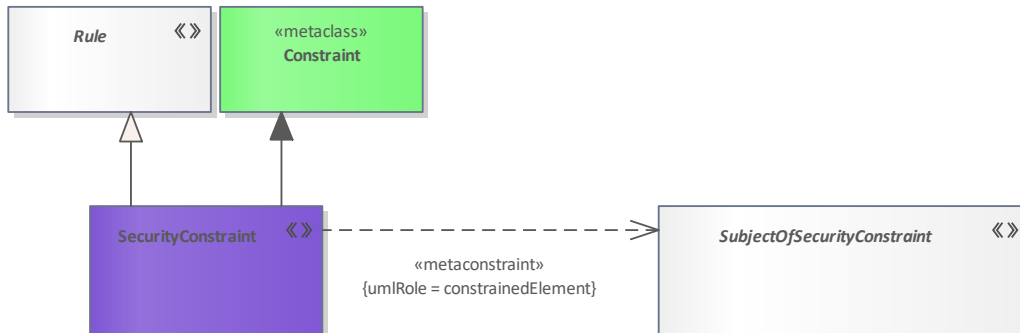 Rule
«»
«metaclass»
Constraint
SecurityConstraint
«»
SubjectOfSecurityConstraint
«»
«metaconstraint»
{umlRole = constrainedElement}